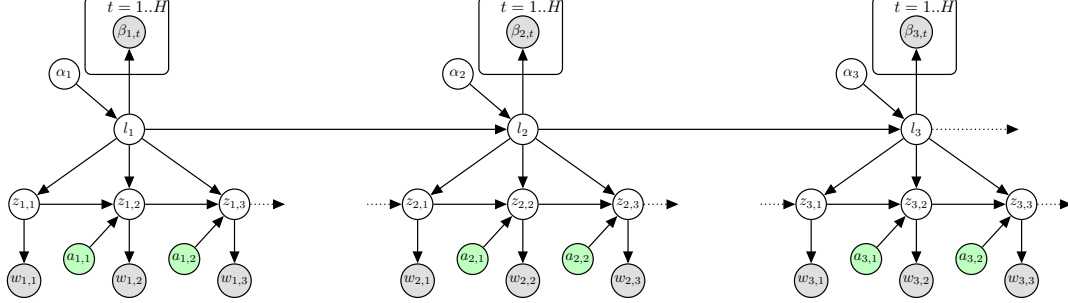 t = 1..H t = 1..H t = 1..H
β₁,t β₂,t β₃,t
α₁ α₂ α₃
l₁ l₂ l₃
z₁,₁ z₁,₂ z₁,₃ z₂,₁ z₂,₂ z₂,₃ z₃,₁ z₃,₂ z₃,₃
a₁,₁ a₁,₂ a₂,₁ a₂,₂ a₃,₁ a₃,₂
w₁,₁ w₁,₂ w₁,₃ w₂,₁ w₂,₂ w₂,₃ w₃,₁ w₃,₂ w₃,₃